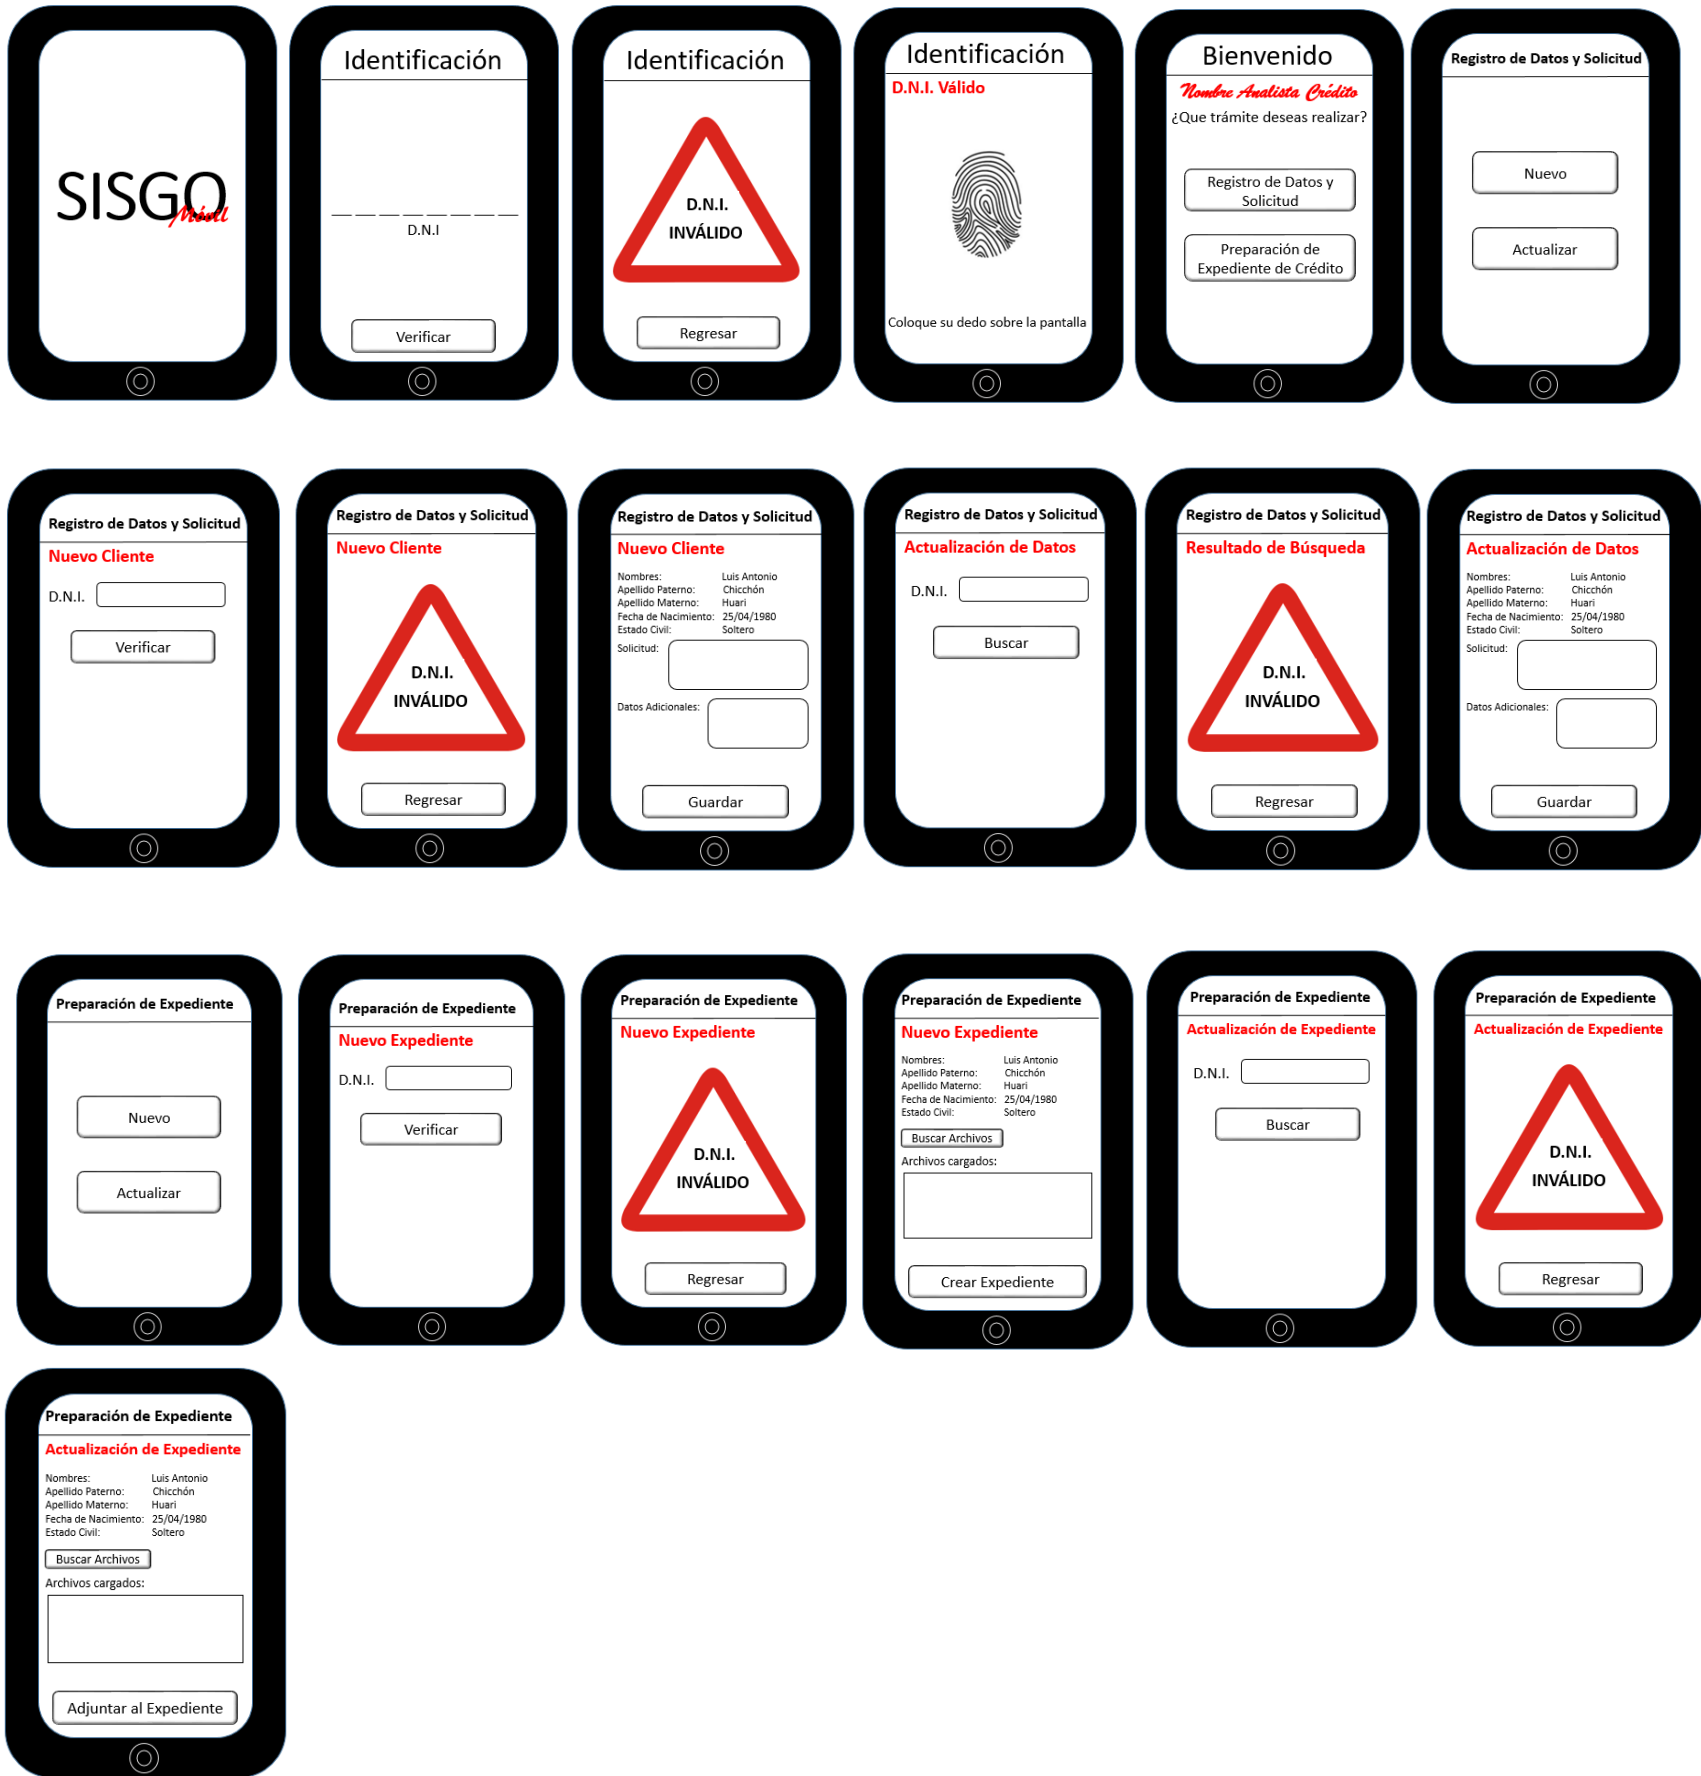 SISGO
Móvil
Identificación
_ _ _ _ _ _ _ _
D.N.I
Verificar
Identificación
D.N.I.
INVÁLIDO
Regresar
Identificación
D.N.I. Válido
Coloque su dedo sobre la pantalla
Bienvenido
Nombre Analista Crédito
¿Que trámite deseas realizar?
Registro de Datos y
Solicitud
Preparación de
Expediente de Crédito
Registro de Datos y Solicitud
Nuevo
Actualizar
Registro de Datos y Solicitud
Nuevo Cliente
D.N.I.
Verificar
Registro de Datos y Solicitud
Nuevo Cliente
D.N.I.
INVÁLIDO
Regresar
Registro de Datos y Solicitud
Nuevo Cliente
Nombres: Luis Antonio
Apellido Paterno: Chicchón
Apellido Materno: Huari
Fecha de Nacimiento: 25/04/1980
Estado Civil: Soltero
Solicitud:
Datos Adicionales:
Guardar
Registro de Datos y Solicitud
Actualización de Datos
D.N.I.
Buscar
Registro de Datos y Solicitud
Resultado de Búsqueda
D.N.I.
INVÁLIDO
Regresar
Registro de Datos y Solicitud
Actualización de Datos
Nombres: Luis Antonio
Apellido Paterno: Chicchón
Apellido Materno: Huari
Fecha de Nacimiento: 25/04/1980
Estado Civil: Soltero
Solicitud:
Datos Adicionales:
Guardar
Preparación de Expediente
Nuevo
Actualizar
Preparación de Expediente
Nuevo Expediente
D.N.I.
Verificar
Preparación de Expediente
Nuevo Expediente
D.N.I.
INVÁLIDO
Regresar
Preparación de Expediente
Nuevo Expediente
Nombres: Luis Antonio
Apellido Paterno: Chicchón
Apellido Materno: Huari
Fecha de Nacimiento: 25/04/1980
Estado Civil: Soltero
Buscar Archivos
Archivos cargados:
Crear Expediente
Preparación de Expediente
Actualización de Expediente
D.N.I.
Buscar
Preparación de Expediente
Actualización de Expediente
D.N.I.
INVÁLIDO
Regresar
Preparación de Expediente
Actualización de Expediente
Nombres: Luis Antonio
Apellido Paterno: Chicchón
Apellido Materno: Huari
Fecha de Nacimiento: 25/04/1980
Estado Civil: Soltero
Buscar Archivos
Archivos cargados:
Adjuntar al Expediente